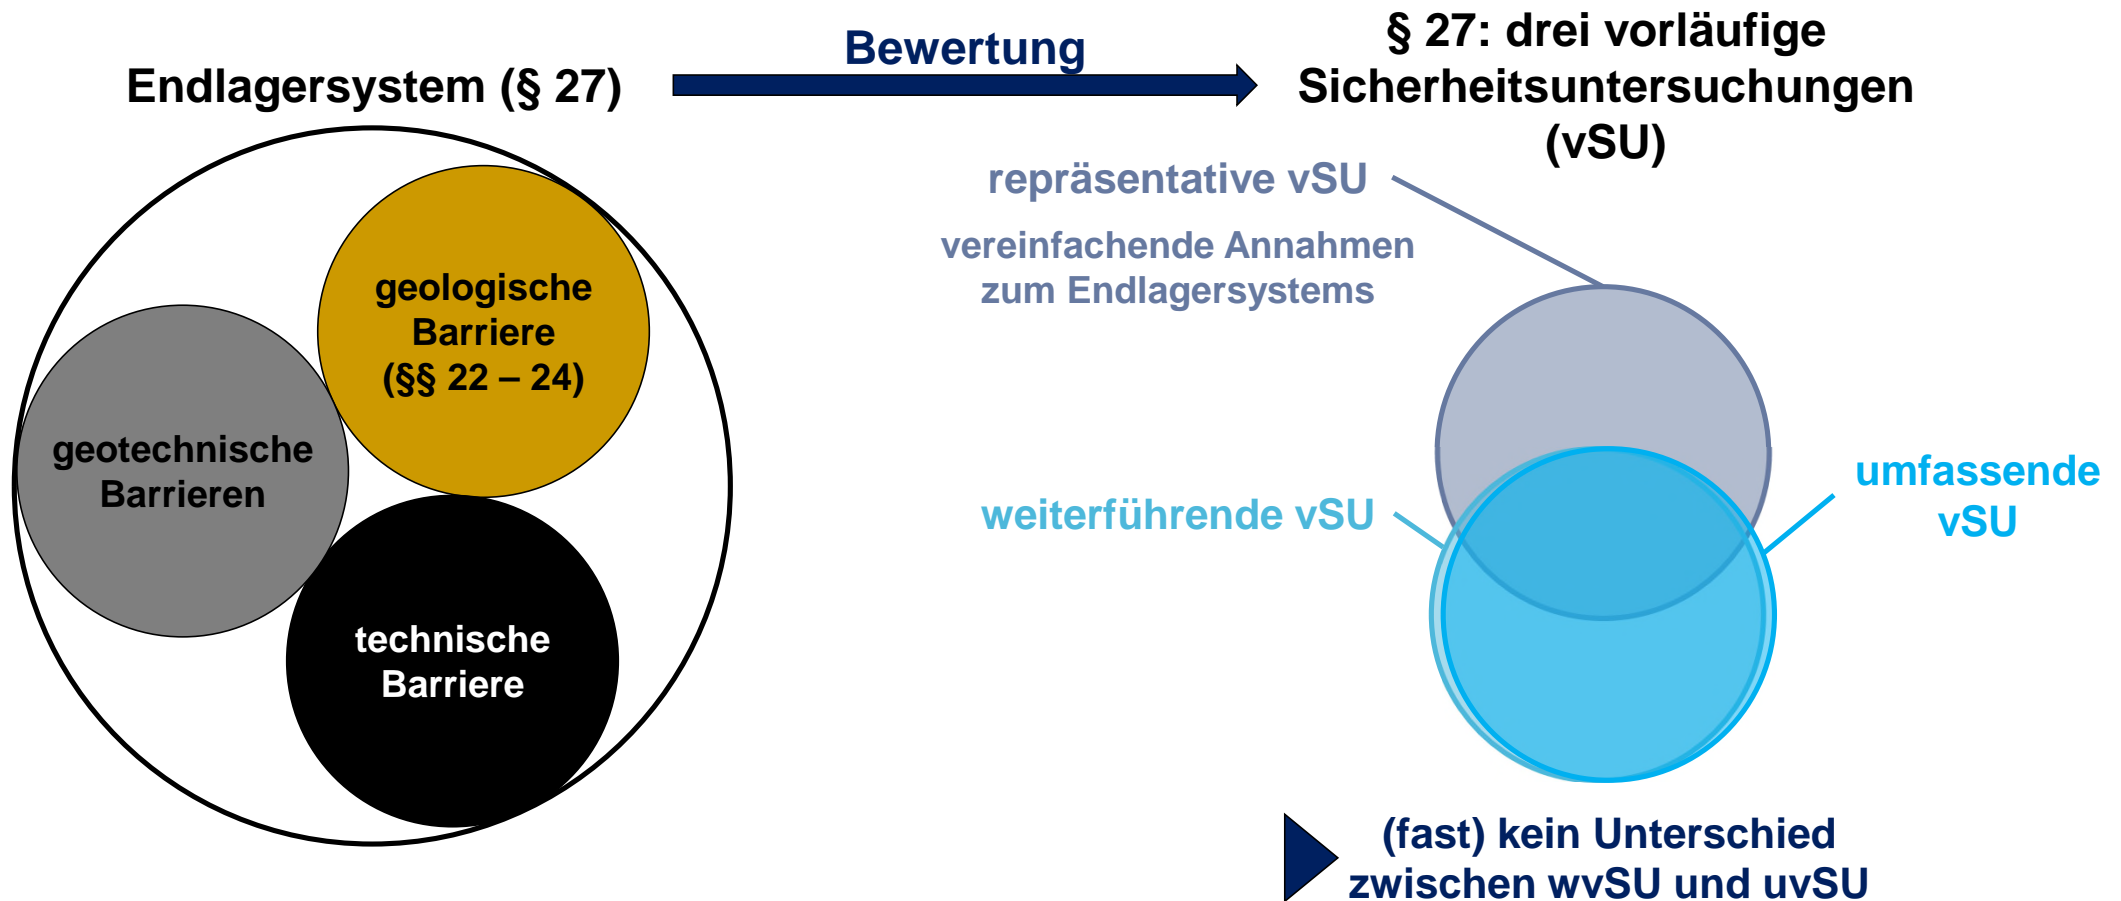 Endlagersystem (§ 27)
geologische
Barriere
(§§ 22 – 24)
geotechnische
Barrieren
technische
Barriere
Bewertung
§ 27: drei vorläufige
Sicherheitsuntersuchungen
(vSU)
repräsentative vSU
vereinfachende Annahmen
zum Endlagersystems
weiterführende vSU
umfassende
vSU
(fast) kein Unterschied
zwischen wvSU und uvSU